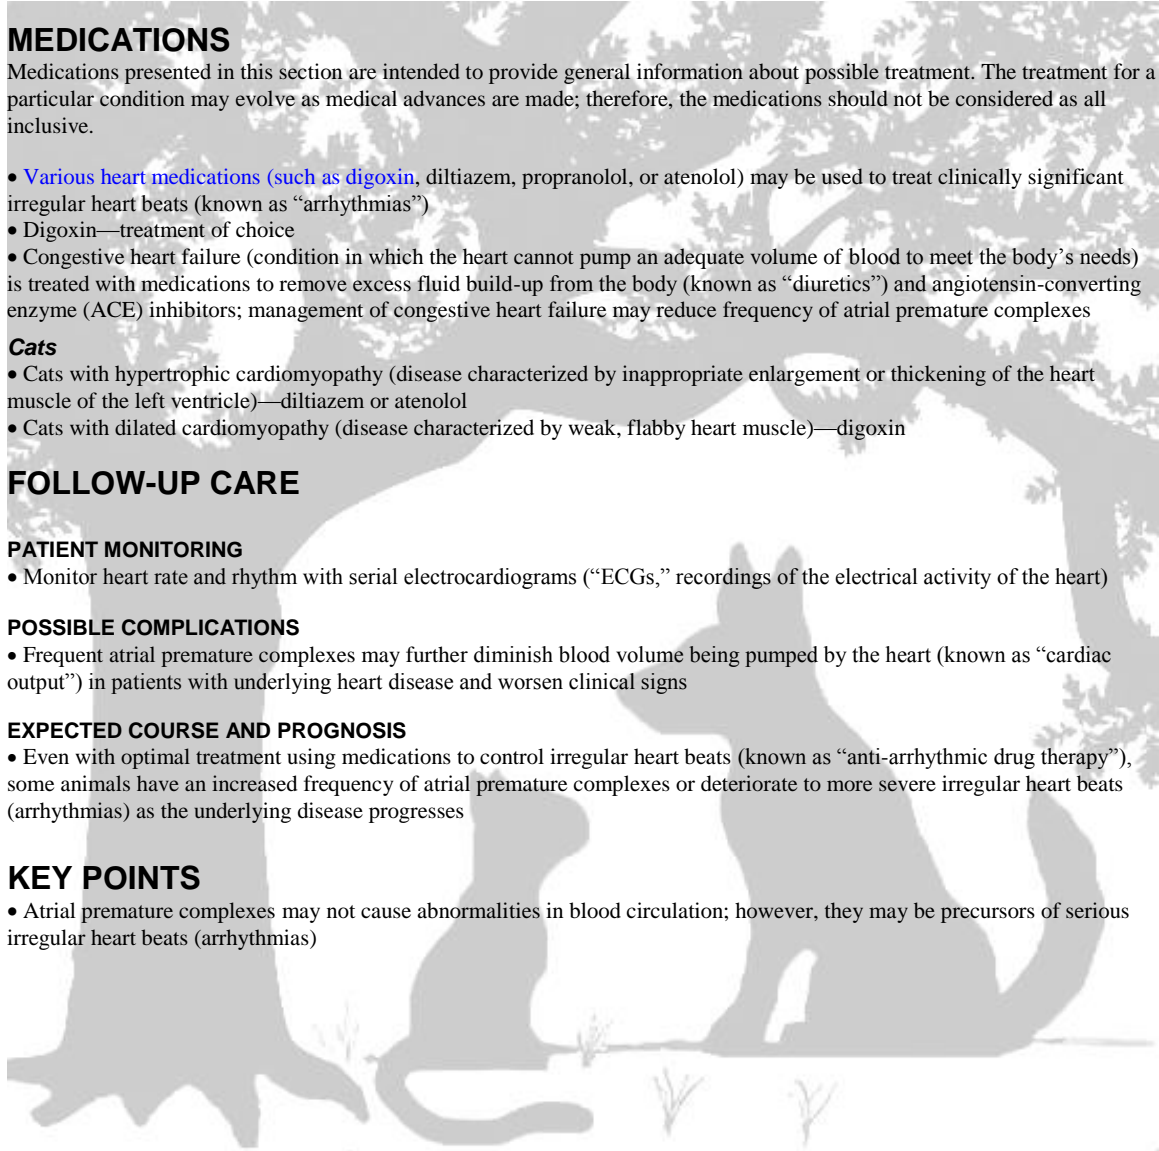 MEDICATIONS
Medications presented in this section are intended to provide general information about possible treatment. The treatment for a
particular condition may evolve as medical advances are made; therefore, the medications should not be considered as all
inclusive.
• Various heart medications (such as digoxin, diltiazem, propranolol, or atenolol) may be used to treat clinically significant
irregular heart beats (known as “arrhythmias”)
• Digoxin—treatment of choice
• Congestive heart failure (condition in which the heart cannot pump an adequate volume of blood to meet the body’s needs)
is treated with medications to remove excess fluid build-up from the body (known as “diuretics”) and angiotensin-converting
enzyme (ACE) inhibitors; management of congestive heart failure may reduce frequency of atrial premature complexes
Cats
• Cats with hypertrophic cardiomyopathy (disease characterized by inappropriate enlargement or thickening of the heart
muscle of the left ventricle)—diltiazem or atenolol
• Cats with dilated cardiomyopathy (disease characterized by weak, flabby heart muscle)—digoxin
FOLLOW-UP CARE
PATIENT MONITORING
• Monitor heart rate and rhythm with serial electrocardiograms (“ECGs,” recordings of the electrical activity of the heart)
POSSIBLE COMPLICATIONS
• Frequent atrial premature complexes may further diminish blood volume being pumped by the heart (known as “cardiac
output”) in patients with underlying heart disease and worsen clinical signs
EXPECTED COURSE AND PROGNOSIS
• Even with optimal treatment using medications to control irregular heart beats (known as “anti-arrhythmic drug therapy”),
some animals have an increased frequency of atrial premature complexes or deteriorate to more severe irregular heart beats
(arrhythmias) as the underlying disease progresses
KEY POINTS
• Atrial premature complexes may not cause abnormalities in blood circulation; however, they may be precursors of serious
irregular heart beats (arrhythmias)